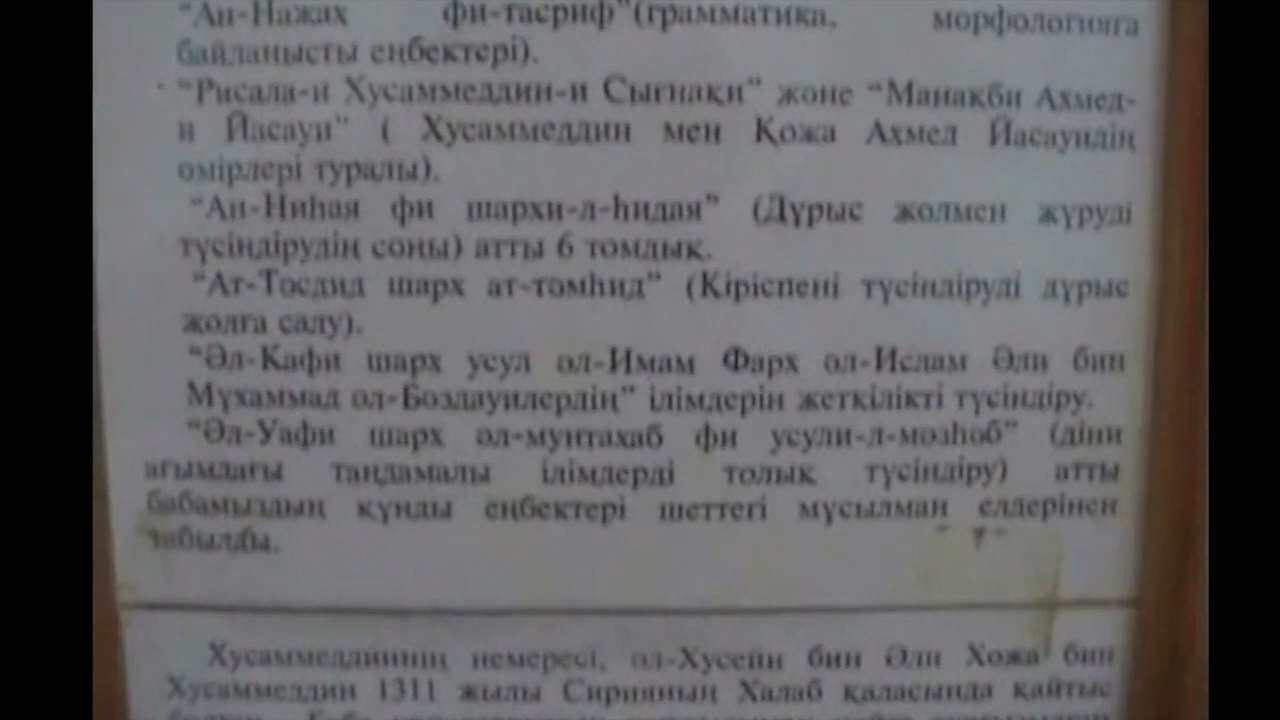 "Ан-Нажах фи-тасриф"(грамматика, морфологияға
байланысты еңбектері).
"Рисала-и Хусаммеддин-и Сығнақи" және "Манақби Ахмед-
и Йасауи" ( Хусаммеддин мен Қожа Ахмед Йасауидің
өмірлері туралы).
"Ан-Ниһая фи шархи-л-һидая" (Дұрыс жолмен жүруді
түсіндірудің соңы) атты 6 томдық.
"Ат-Тәсдид шарх ат-тәмһид" (Кіріспені түсіндіруді дұрыс
жолға салу).
"Әл-Кафи шарх усул әл-Имам Фарх әл-Ислам Әли бин
Мұхаммад әл-Боздауилердің" ілімдерін жеткілікті түсіндіру.
"Әл-Уафи шарх әл-мунтахаб фи усули-л-мәзһәб" (діни
ағымдағы таңдамалы ілімдерді толық түсіндіру) атты
бабамыздың құнды еңбектері шеттегі мұсылман елдерінен
табылды.
Хусаммеддиннің немересі, әл-Хусейн бин Әли Хожа бин
Хусаммеддин 1311 жылы Сирияның Халаб қаласында қайтыс